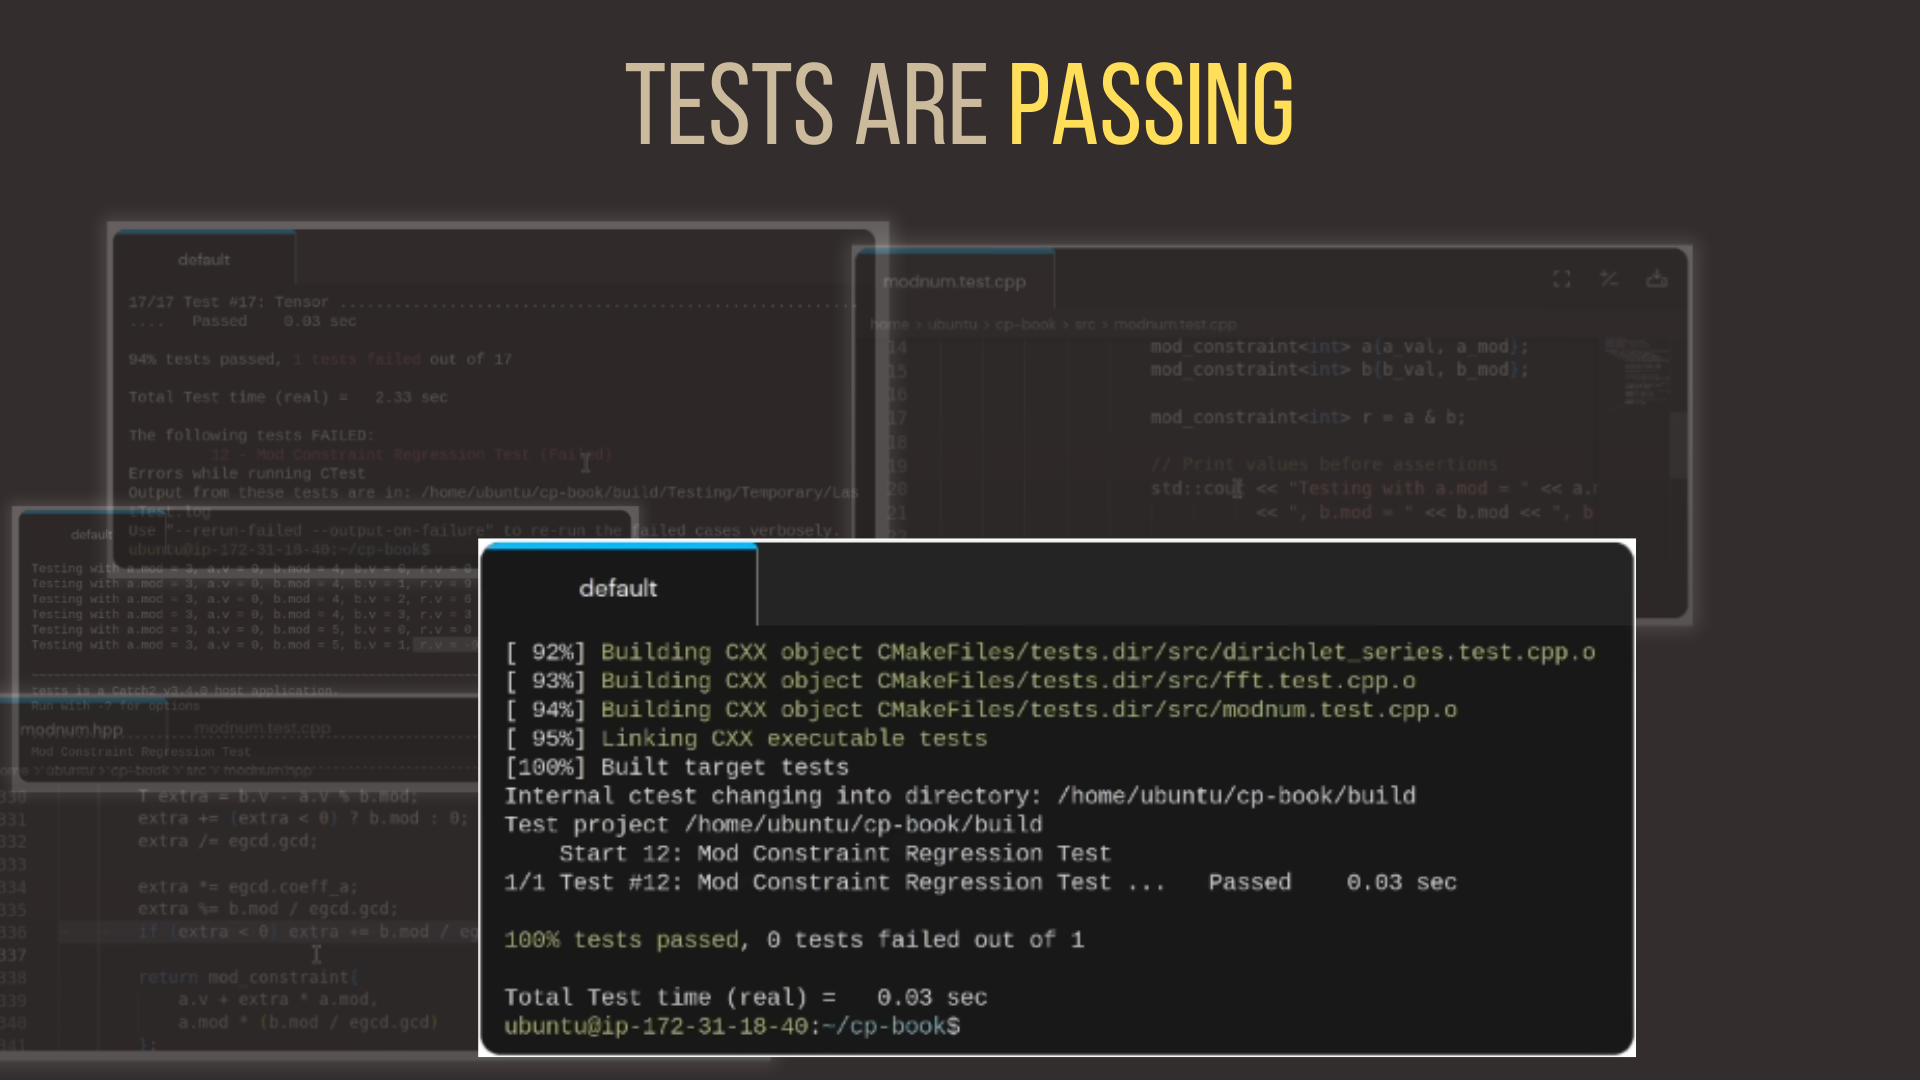 TESTS ARE PASSING
default
17/17 Test #17: Tensor ..........................................................
.... Passed 0.03 sec
94% tests passed, 1 tests failed out of 17
Total Test time (real) = 2.33 sec
The following tests FAILED:
12 - Mod Constraint Regression Test (Failed)
Errors while running CTest
Output from these tests are in: /home/ubuntu/cp-book/build/Testing/Temporary/Las
tTest.log
Use "--rerun-failed --output-on-failure" to re-run the failed cases verbosely.
ubuntu@ip-172-31-18-40:~/cp-book$
modnum.test.cpp
home > ubuntu > cp-book > src > modnum.test.cpp
14 mod_constraint<int> a{a_val, a_mod};
15 mod_constraint<int> b{b_val, b_mod};
16
17 mod_constraint<int> r = a & b;
18
19 // Print values before assertions
20 std::cout << "Testing with a.mod = " << a.
21 << ", b.mod = " << b.mod << ", b
default
Testing with a.mod = 3, a.v = 0, b.mod = 4, b.v = 0, r.v = 0
Testing with a.mod = 3, a.v = 0, b.mod = 4, b.v = 1, r.v = 9
Testing with a.mod = 3, a.v = 0, b.mod = 4, b.v = 2, r.v = 6
Testing with a.mod = 3, a.v = 0, b.mod = 4, b.v = 3, r.v = 3
Testing with a.mod = 3, a.v = 0, b.mod = 5, b.v = 0, r.v = 0
Testing with a.mod = 3, a.v = 0, b.mod = 5, b.v = 1, r.v = -9
tests is a Catch2 v3.4.0 host application.
Run with -? for options
Mod Constraint Regression Test
modnum.hpp modnum.test.cpp
ome > ubuntu > cp-book > src > modnum.hpp
330 T extra = b.v - a.v % b.mod;
331 extra += (extra < 0) ? b.mod : 0;
332 extra /= egcd.gcd;
333
334 extra *= egcd.coeff_a;
335 extra %= b.mod / egcd.gcd;
336 if (extra < 0) extra += b.mod / eg
337
338 return mod_constraint{
339 a.v + extra * a.mod,
340 a.mod * (b.mod / egcd.gcd)
341 };
default
[ 92%] Building CXX object CMakeFiles/tests.dir/src/dirichlet_series.test.cpp.o
[ 93%] Building CXX object CMakeFiles/tests.dir/src/fft.test.cpp.o
[ 94%] Building CXX object CMakeFiles/tests.dir/src/modnum.test.cpp.o
[ 95%] Linking CXX executable tests
[100%] Built target tests
Internal ctest changing into directory: /home/ubuntu/cp-book/build
Test project /home/ubuntu/cp-book/build
Start 12: Mod Constraint Regression Test
1/1 Test #12: Mod Constraint Regression Test ... Passed 0.03 sec
100% tests passed, 0 tests failed out of 1
Total Test time (real) = 0.03 sec
ubuntu@ip-172-31-18-40:~/cp-book$